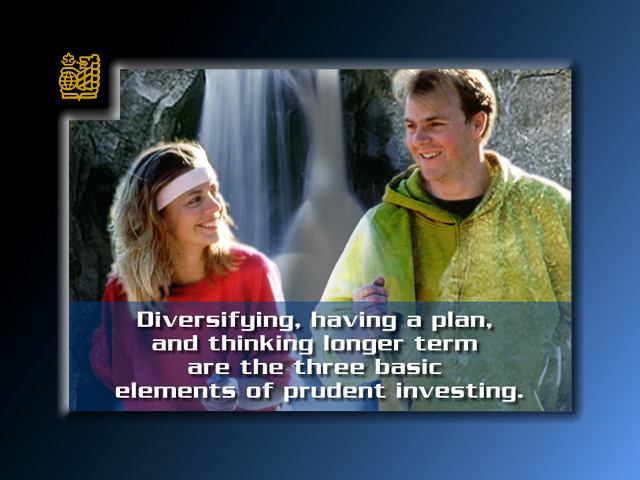 Diversifying, having a plan,
and thinking longer term
are the three basic
elements of prudent investing.